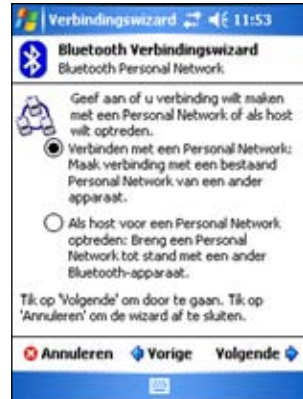 Verbindingswizard 11:53
Bluetooth Verbindingswizard
Bluetooth Personal Network
Geef aan of u verbinding wilt maken
met een Personal Network of als host
wilt optreden.
Verbinden met een Personal Network:
Maak verbinding met een bestaand
Personal Network van een ander
apparaat.
Als host voor een Personal Network
optreden: Breng een Personal
Network tot stand met een ander
Bluetooth-apparaat.
Tik op 'Volgende' om door te gaan. Tik op
'Annuleren' om de wizard af te sluiten.
Annuleren Vorige Volgende